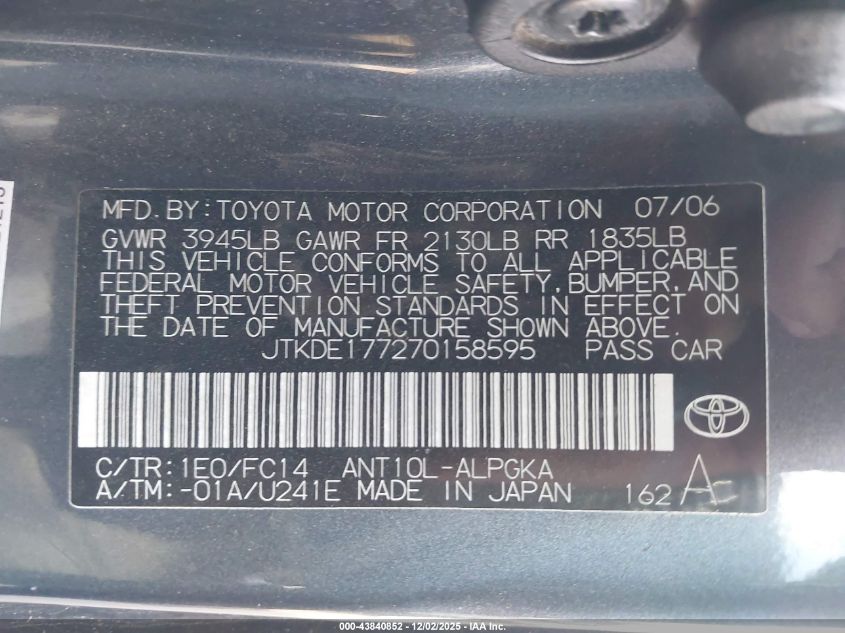 MFD.BY:TOYOTA MOTOR CORPORATION 07/06
GVWR 3945LB GAWR FR 2130LB RR 1835LB
THIS VEHICLE CONFORMS TO ALL APPLICABLE
FEDERAL MOTOR VEHICLE SAFETY,BUMPER,AND
THEFT PREVENTION STANDARDS IN EFFECT ON
THE DATE OF MANUFACTURE SHOWN ABOVE.
JTKDE177270158595 PASS CAR
C/TR:1E0/FC14 ANT10L-ALPGKA
A/TM:-01A/U241E MADE IN JAPAN 162 AC
000-43840852 - 12/02/2025 - IAA Inc.